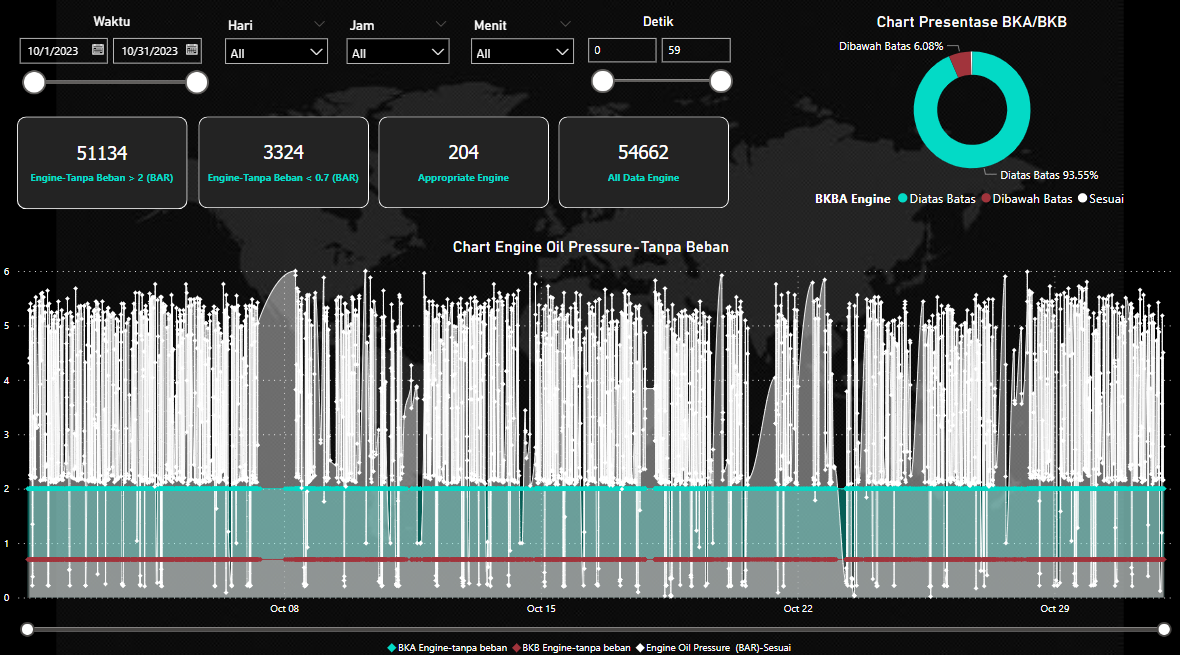 Waktu
Hari
Jam
Menit
Detik
10/1/2023
10/31/2023
All
All
All
0
59
Chart Presentase BKA/BKB
Dibawah Batas 6.08%
Diatas Batas 93.55%
BKBA Engine Diatas Batas Dibawah Batas Sesuai
51134
Engine-Tanpa Beban > 2 (BAR)
3324
Engine-Tanpa Beban < 0.7 (BAR)
204
Appropriate Engine
54662
All Data Engine
Chart Engine Oil Pressure-Tanpa Beban
6
5
4
3
2
1
0
Oct 08
Oct 15
Oct 22
Oct 29
BKA Engine-tanpa beban BKB Engine-tanpa beban Engine Oil Pressure (BAR)-Sesuai